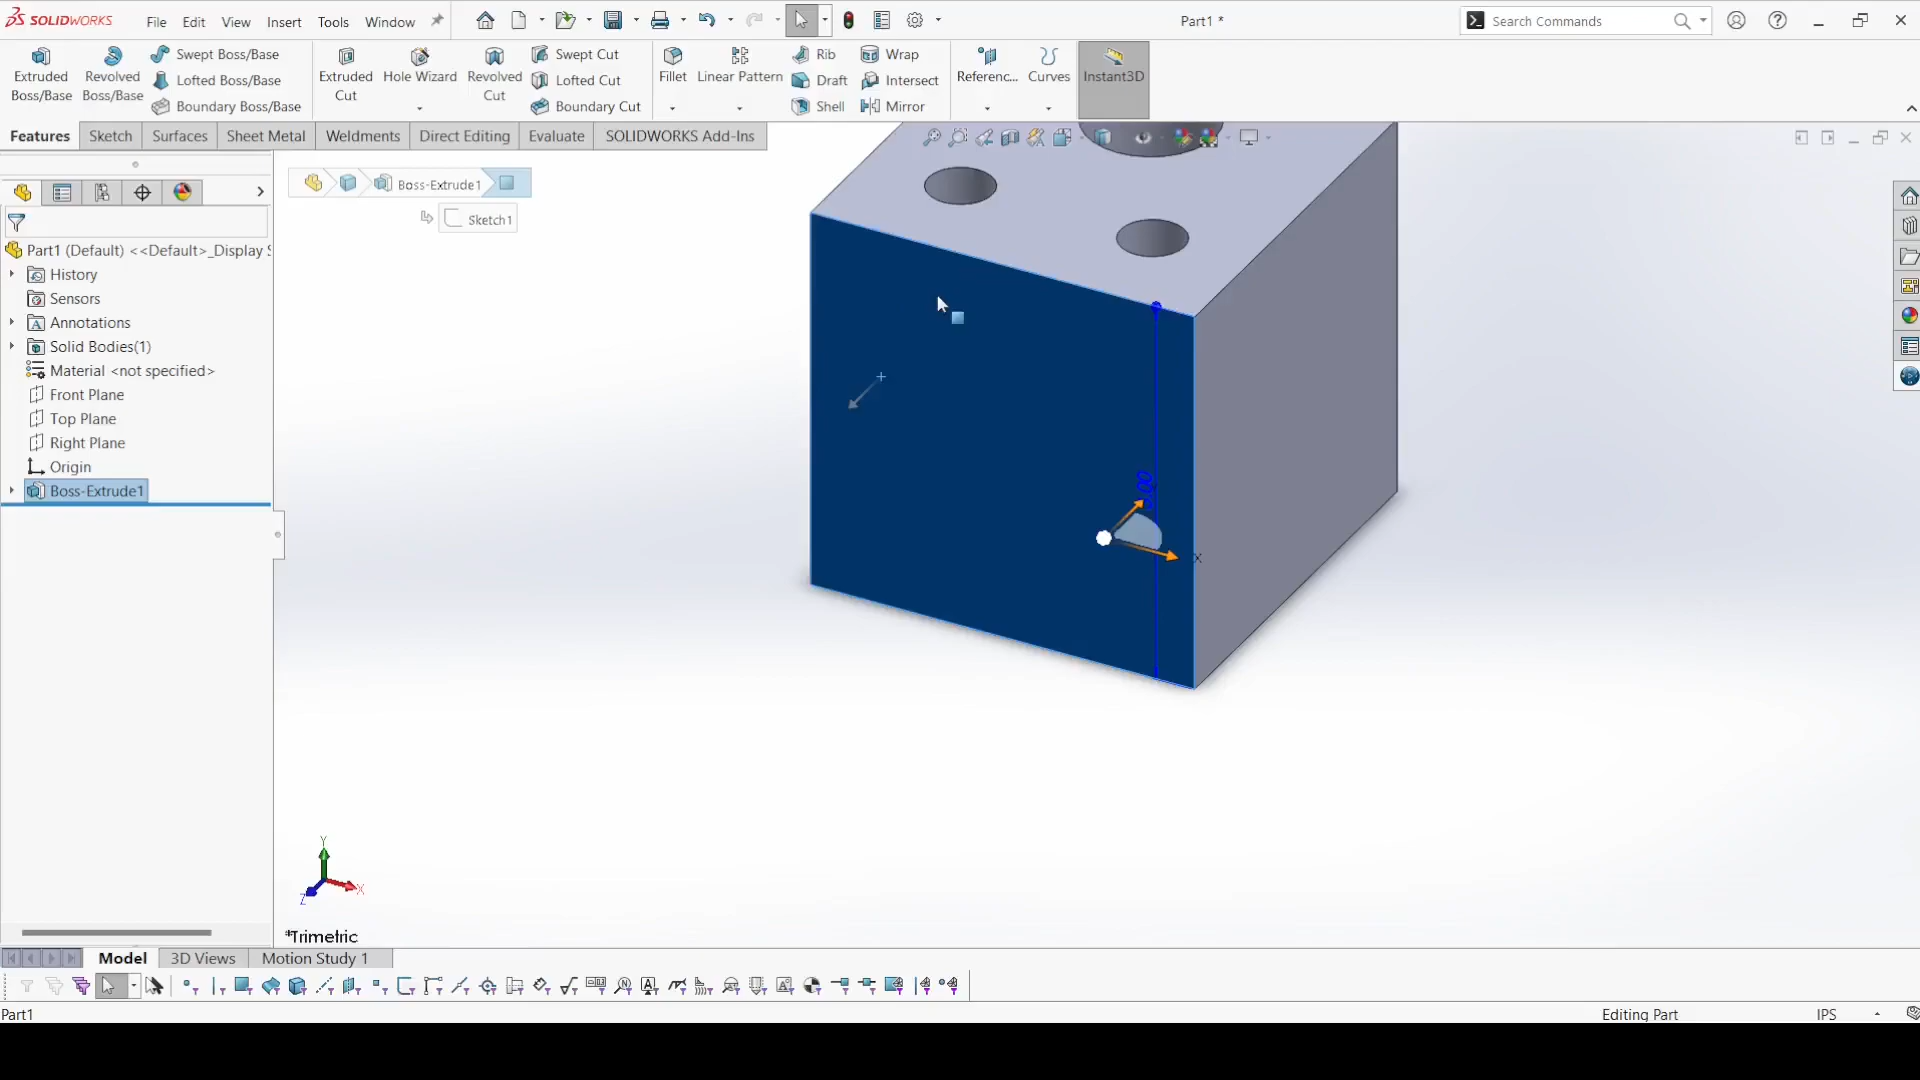 SOLIDWORKS File Edit View Insert Tools Window Part1 * Search Commands
Extruded Boss/Base
Revolved Boss/Base
Swept Boss/Base
Lofted Boss/Base
Boundary Boss/Base
Extruded Cut
Hole Wizard
Revolved Cut
Swept Cut
Lofted Cut
Boundary Cut
Fillet
Linear Pattern
Rib
Draft
Shell
Wrap
Intersect
Mirror
Referenc...
Curves
Instant3D
Features Sketch Surfaces Sheet Metal Weldments Direct Editing Evaluate SOLIDWORKS Add-Ins
Boss-Extrude1
Sketch1
Part1 (Default) <<Default>_Display S
History
Sensors
Annotations
Solid Bodies(1)
Material <not specified>
Front Plane
Top Plane
Right Plane
Origin
Boss-Extrude1
X
Y
X
Z
*Trimetric
Model 3D Views Motion Study 1
Part1 Editing Part IPS